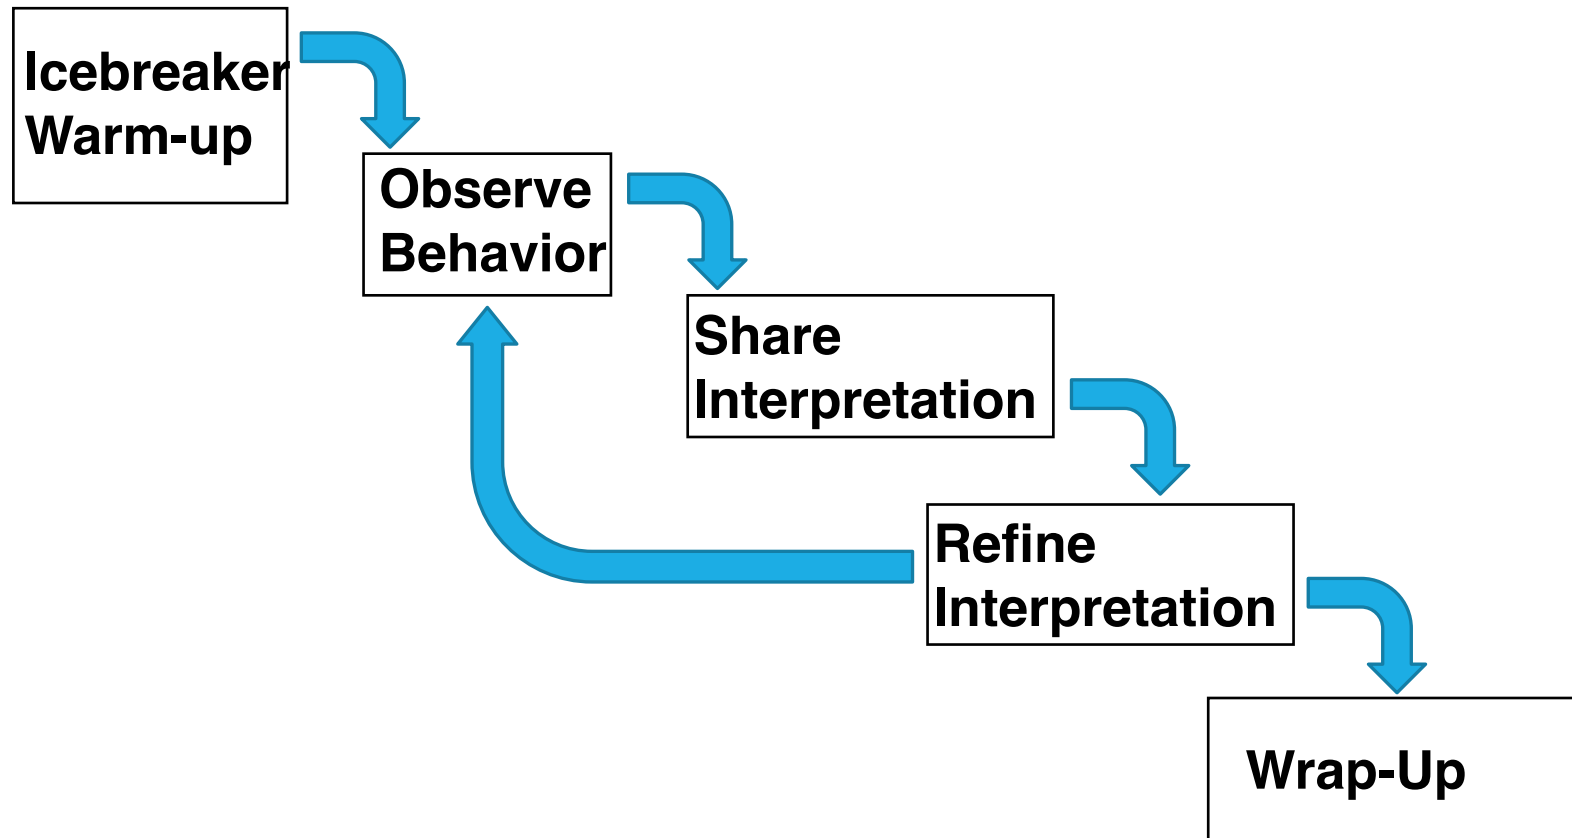 Icebreaker
Warm-up
Observe
Behavior
Share
Interpretation
Refine
Interpretation
Wrap-Up